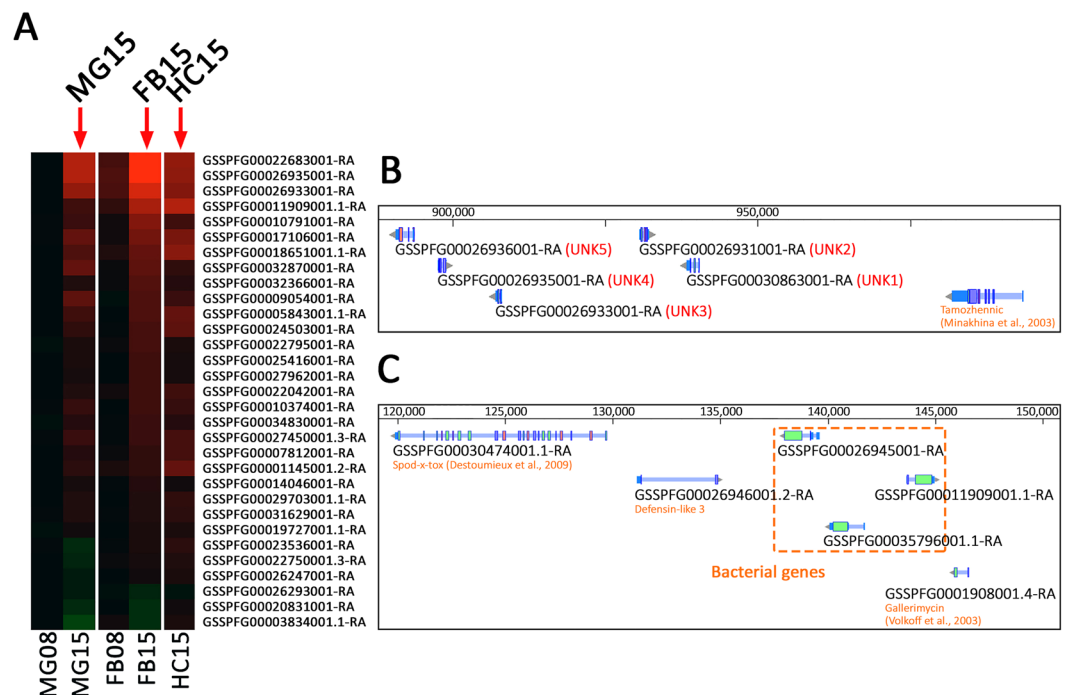 A
MG15
FB15
HC15
GSSPFG00022683001-RA
GSSPFG00026935001-RA
GSSPFG00026933001-RA
GSSPFG00011909001.1-RA
GSSPFG00010791001-RA
GSSPFG00017106001-RA
GSSPFG00018651001.1-RA
GSSPFG00032870001-RA
GSSPFG00032366001-RA
GSSPFG00009054001-RA
GSSPFG00005843001.1-RA
GSSPFG00024503001-RA
GSSPFG00022795001-RA
GSSPFG00025416001-RA
GSSPFG00027962001-RA
GSSPFG00022042001-RA
GSSPFG00010374001-RA
GSSPFG00034830001-RA
GSSPFG00027450001.3-RA
GSSPFG00007812001-RA
GSSPFG00001145001.2-RA
GSSPFG00014046001-RA
GSSPFG00029703001.1-RA
GSSPFG00031629001-RA
GSSPFG00019727001.1-RA
GSSPFG00023536001-RA
GSSPFG00022750001.3-RA
GSSPFG00026247001-RA
GSSPFG00026293001-RA
GSSPFG00020831001-RA
GSSPFG00003834001.1-RA
MG08
MG15
FB08
FB15
HC15
B
900,000 950,000
GSSPFG00026936001-RA (UNK5)
GSSPFG00026931001-RA (UNK2)
GSSPFG00026935001-RA (UNK4)
GSSPFG00030863001-RA (UNK1)
GSSPFG00026933001-RA (UNK3)
Tamozhennic
(Minakhina et al., 2003)
C
120,000 125,000 130,000 135,000 140,000 145,000 150,000
GSSPFG00030474001.1-RA
Spod-x-tox (Destoumieux et al., 2009)
GSSPFG00026945001-RA
GSSPFG00026946001.2-RA
Defensin-like 3
GSSPFG00011909001.1-RA
GSSPFG00035796001.1-RA
Bacterial genes
GSSPFG0001908001.4-RA
Gallerimycin
(Volkoff et al., 2003)